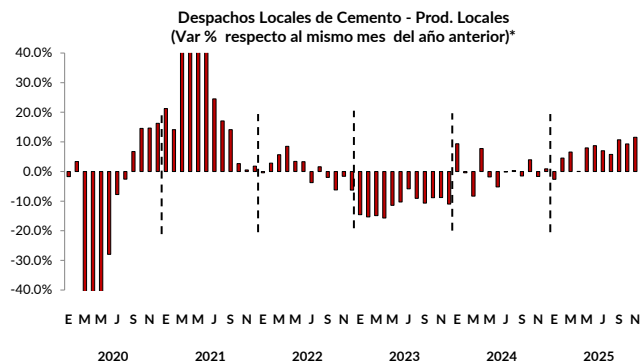 Despachos Locales de Cemento - Prod. Locales
(Var % respecto al mismo mes del año anterior)*
40.0%
30.0%
20.0%
10.0%
0.0%
-10.0%
-20.0%
-30.0%
-40.0%
E M M J S N E M M J S N E M M J S N E M M J S N E M M J S N E M M J S N
2020 2021 2022 2023 2024 2025